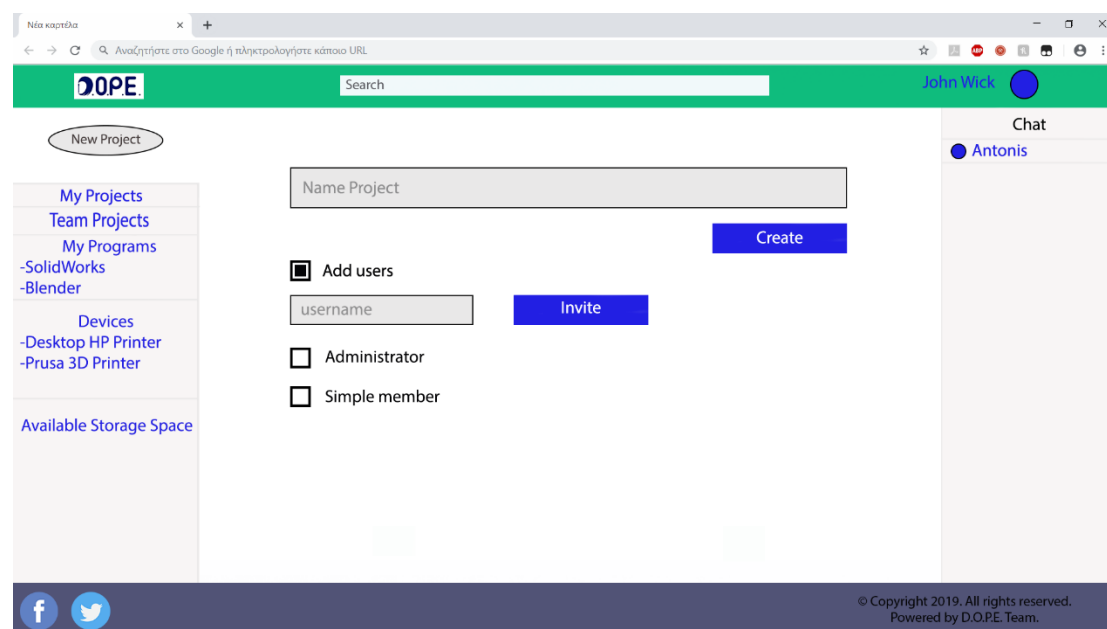 Νέα καρτέλα
Αναζητήστε στο Google ή πληκτρολογήστε κάποιο URL
ABP
D.O.P.E.
Search
John Wick
New Project
Chat
Antonis
Name Project
My Projects
Team Projects
Create
My Programs
-SolidWorks
-Blender
Add users
username
Invite
Devices
-Desktop HP Printer
-Prusa 3D Printer
Administrator
Simple member
Available Storage Space
f
© Copyright 2019. All rights reserved.
Powered by D.O.P.E. Team.